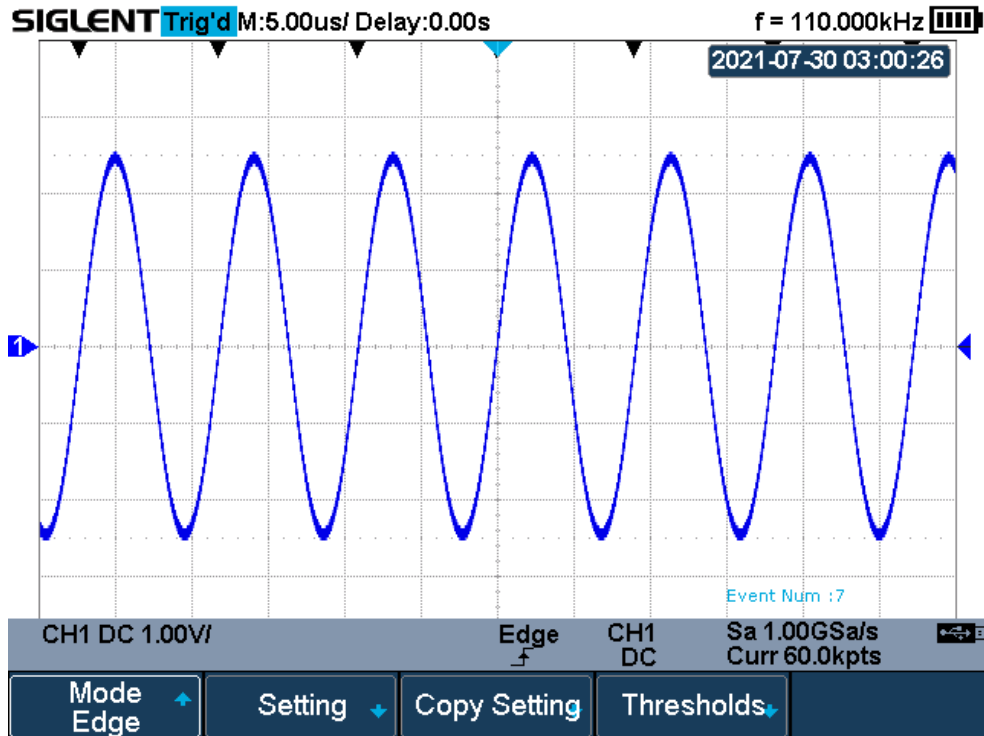 SIGLENT Trig'd M:5.00us/ Delay:0.00s f = 110.000kHz
2021-07-30 03:00:26
1
Event Num :7
CH1 DC 1.00V/ Edge CH1 Sa 1.00GSa/s
DC Curr 60.0kpts
Mode Setting Copy Setting Thresholds
Edge